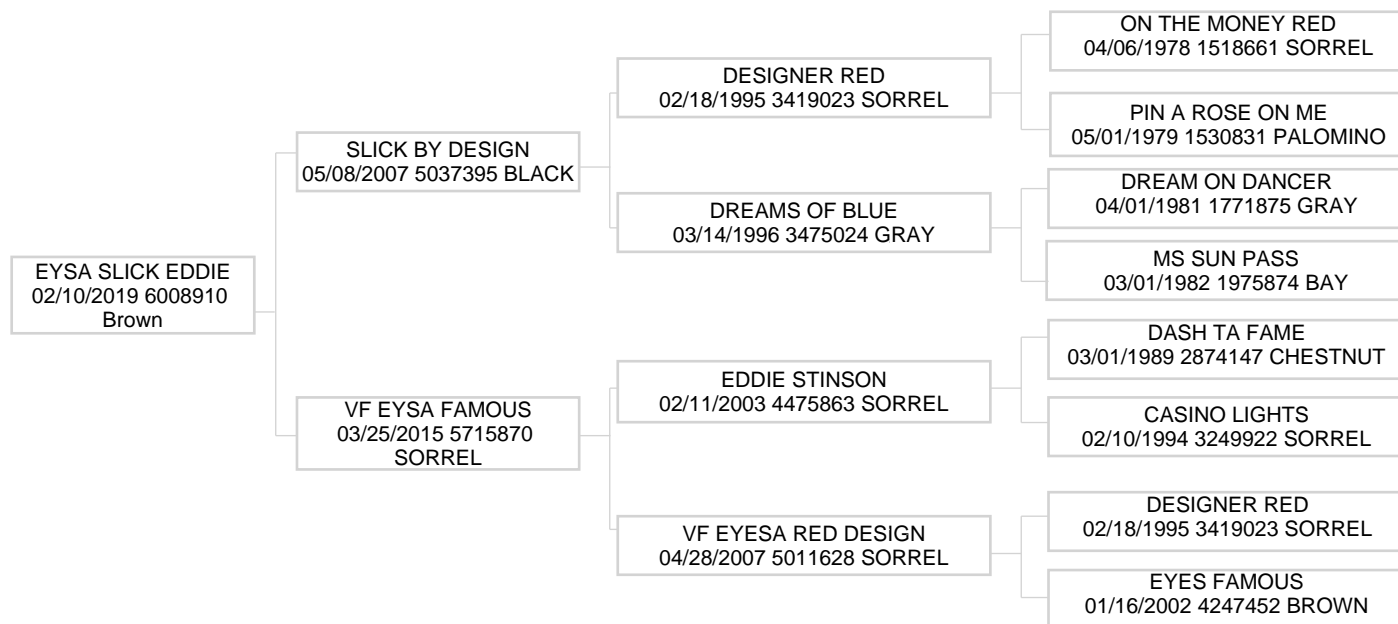 EYSA SLICK EDDIE
02/10/2019 6008910
Brown
SLICK BY DESIGN
05/08/2007 5037395 BLACK
VF EYSA FAMOUS
03/25/2015 5715870
SORREL
DESIGNER RED
02/18/1995 3419023 SORREL
DREAMS OF BLUE
03/14/1996 3475024 GRAY
EDDIE STINSON
02/11/2003 4475863 SORREL
VF EYESA RED DESIGN
04/28/2007 5011628 SORREL
ON THE MONEY RED
04/06/1978 1518661 SORREL
PIN A ROSE ON ME
05/01/1979 1530831 PALOMINO
DREAM ON DANCER
04/01/1981 1771875 GRAY
MS SUN PASS
03/01/1982 1975874 BAY
DASH TA FAME
03/01/1989 2874147 CHESTNUT
CASINO LIGHTS
02/10/1994 3249922 SORREL
DESIGNER RED
02/18/1995 3419023 SORREL
EYES FAMOUS
01/16/2002 4247452 BROWN